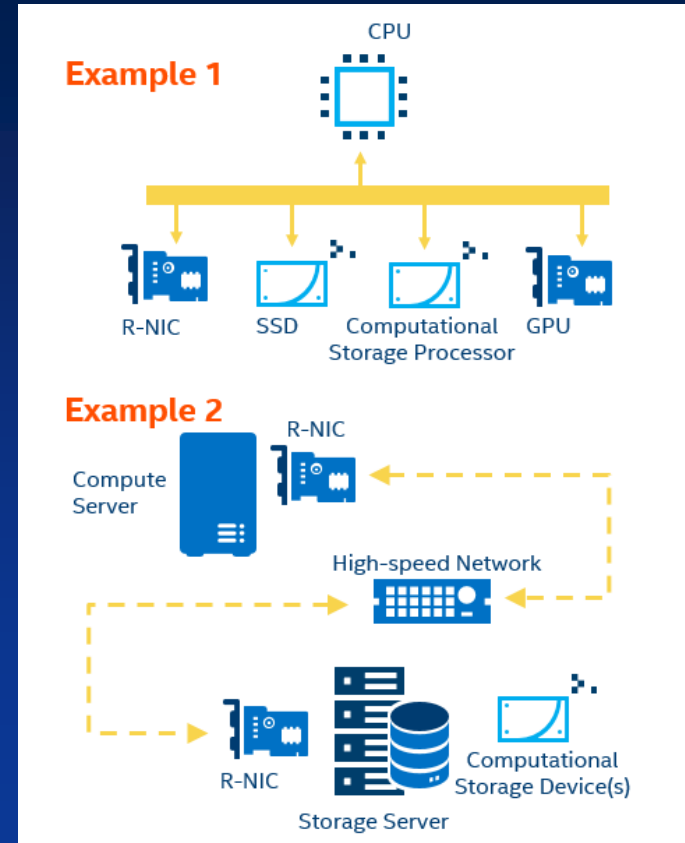 CPU
Example 1
R-NIC
SSD
Computational
Storage Processor
GPU
Example 2
R-NIC
Compute
Server
High-speed Network
R-NIC
Computational
Storage Device(s)
Storage Server